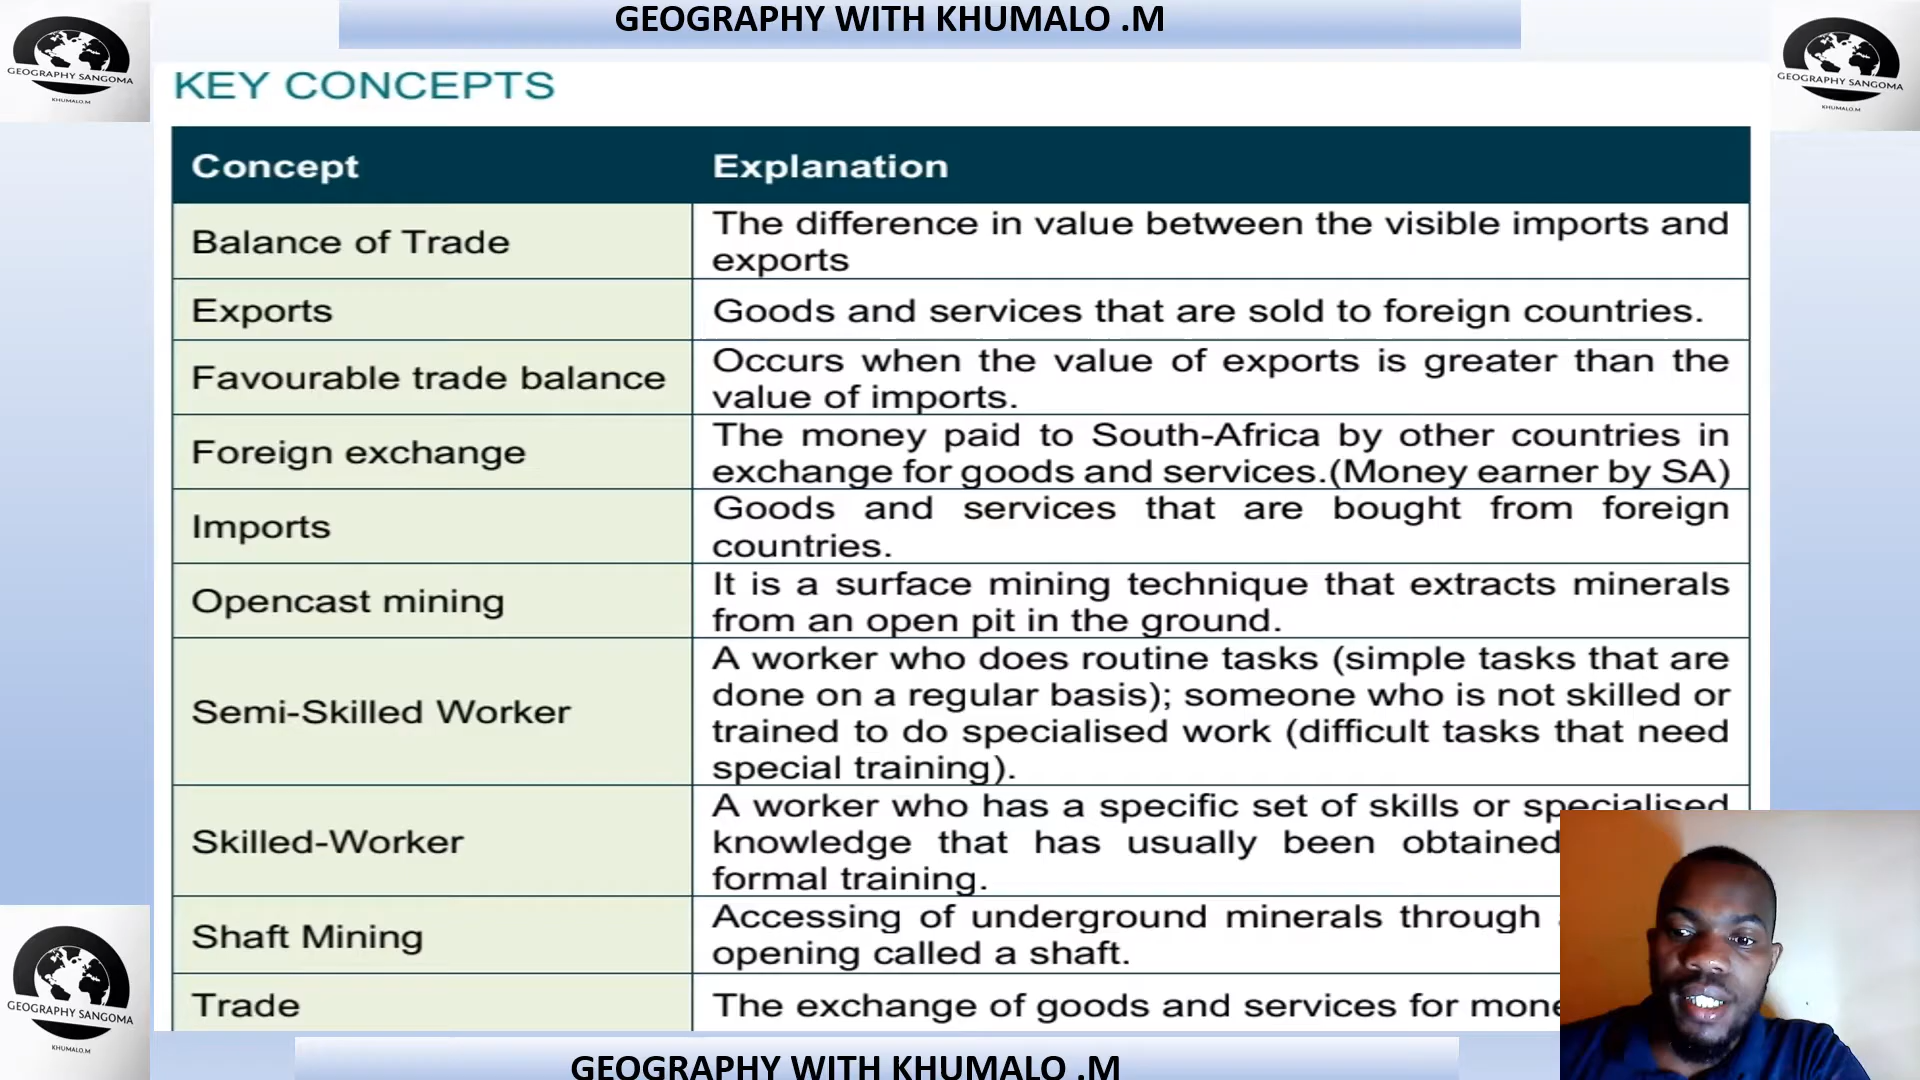 GEOGRAPHY WITH KHUMALO .M
GEOGRAPHY SANGOMA
KHUMALO.M
GEOGRAPHY SANGOMA
KHUMALO.M
KEY CONCEPTS
Concept Explanation
Balance of Trade
The difference in value between the visible imports and
exports
Exports
Goods and services that are sold to foreign countries.
Favourable trade balance
Occurs when the value of exports is greater than the
value of imports.
Foreign exchange
The money paid to South-Africa by other countries in
exchange for goods and services.(Money earner by SA)
Imports
Goods and services that are bought from foreign
countries.
Opencast mining
It is a surface mining technique that extracts minerals
from an open pit in the ground.
Semi-Skilled Worker
A worker who does routine tasks (simple tasks that are
done on a regular basis); someone who is not skilled or
trained to do specialised work (difficult tasks that need
special training).
Skilled-Worker
A worker who has a specific set of skills or specialised
knowledge that has usually been obtained
formal training.
Shaft Mining
Accessing of underground minerals through
opening called a shaft.
Trade
The exchange of goods and services for
GEOGRAPHY SANGOMA
KHUMALO.M
GEOGRAPHY WITH KHUMALO .M